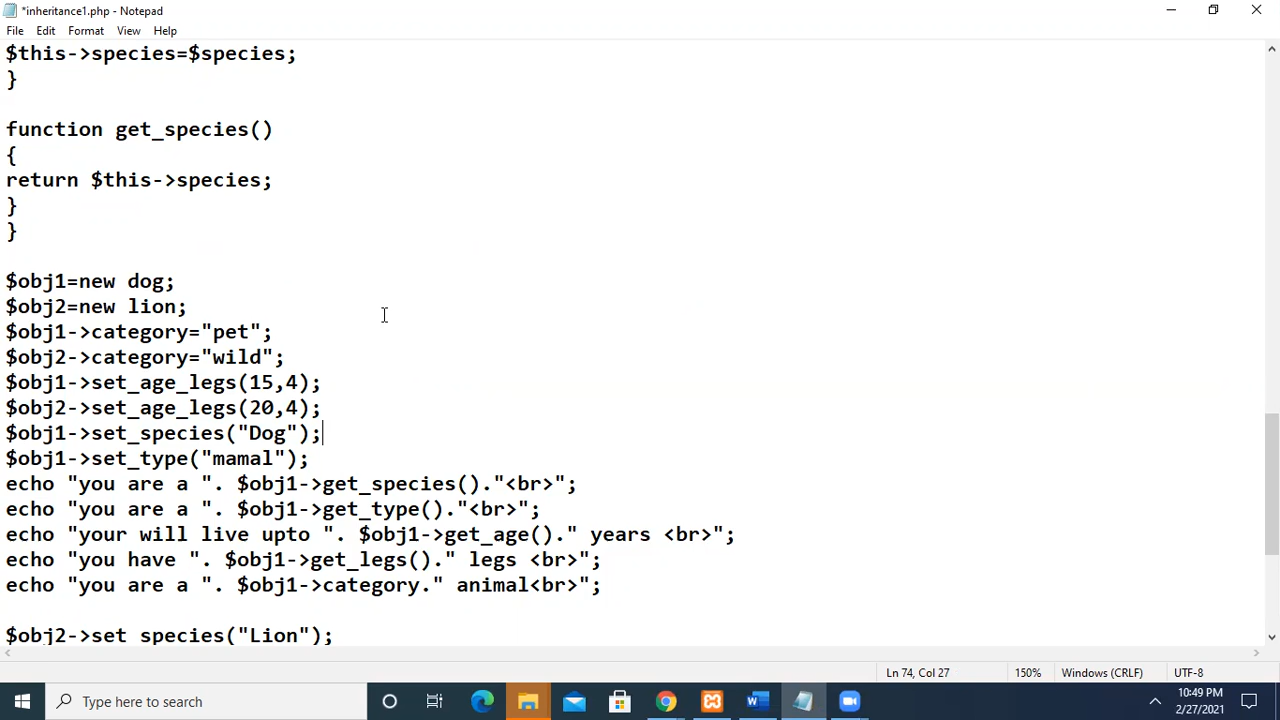 *inheritance1.php - Notepad
File Edit Format View Help
$this->species=$species;
}
function get_species()
{
return $this->species;
}
}
$obj1=new dog;
$obj2=new lion;
$obj1->category="pet";
$obj2->category="wild";
$obj1->set_age_legs(15,4);
$obj2->set_age_legs(20,4);
$obj1->set_species("Dog");
$obj1->set_type("mamal");
echo "you are a ". $obj1->get_species()."<br>";
echo "you are a ". $obj1->get_type()."<br>";
echo "your will live upto ". $obj1->get_age()." years <br>";
echo "you have ". $obj1->get_legs()." legs <br>";
echo "you are a ". $obj1->category." animal<br>";
$obj2->set species("Lion");
Ln 74, Col 27 150% Windows (CRLF) UTF-8
Type here to search
10:49 PM
2/27/2021